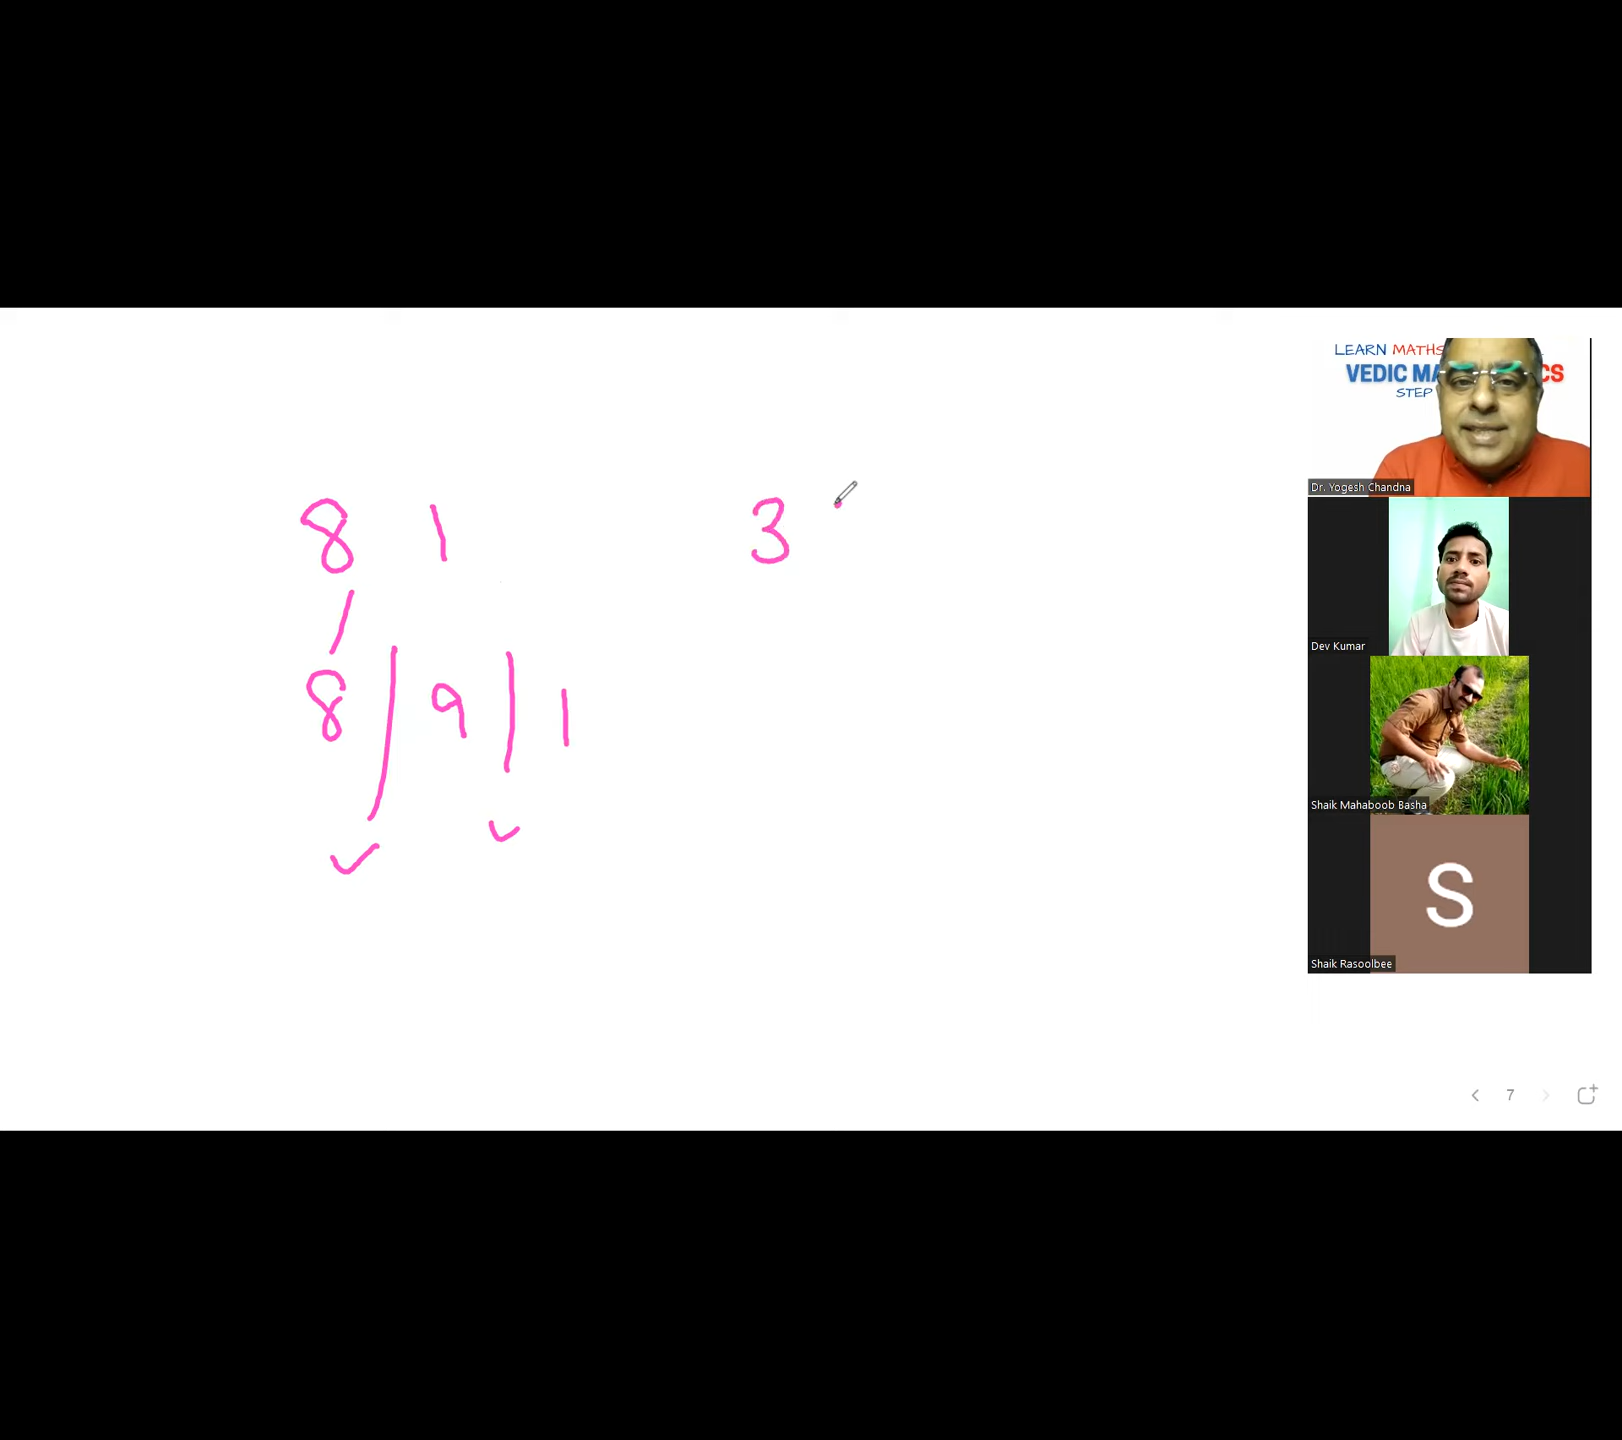 LEARN MATHS
VEDIC MA CS
STEP
Dr. Yogesh Chandna
8 1 3
Dev Kumar
8 / 9 | 1
Shaik Mahaboob Basha
S
Shaik Rasoolbee
7